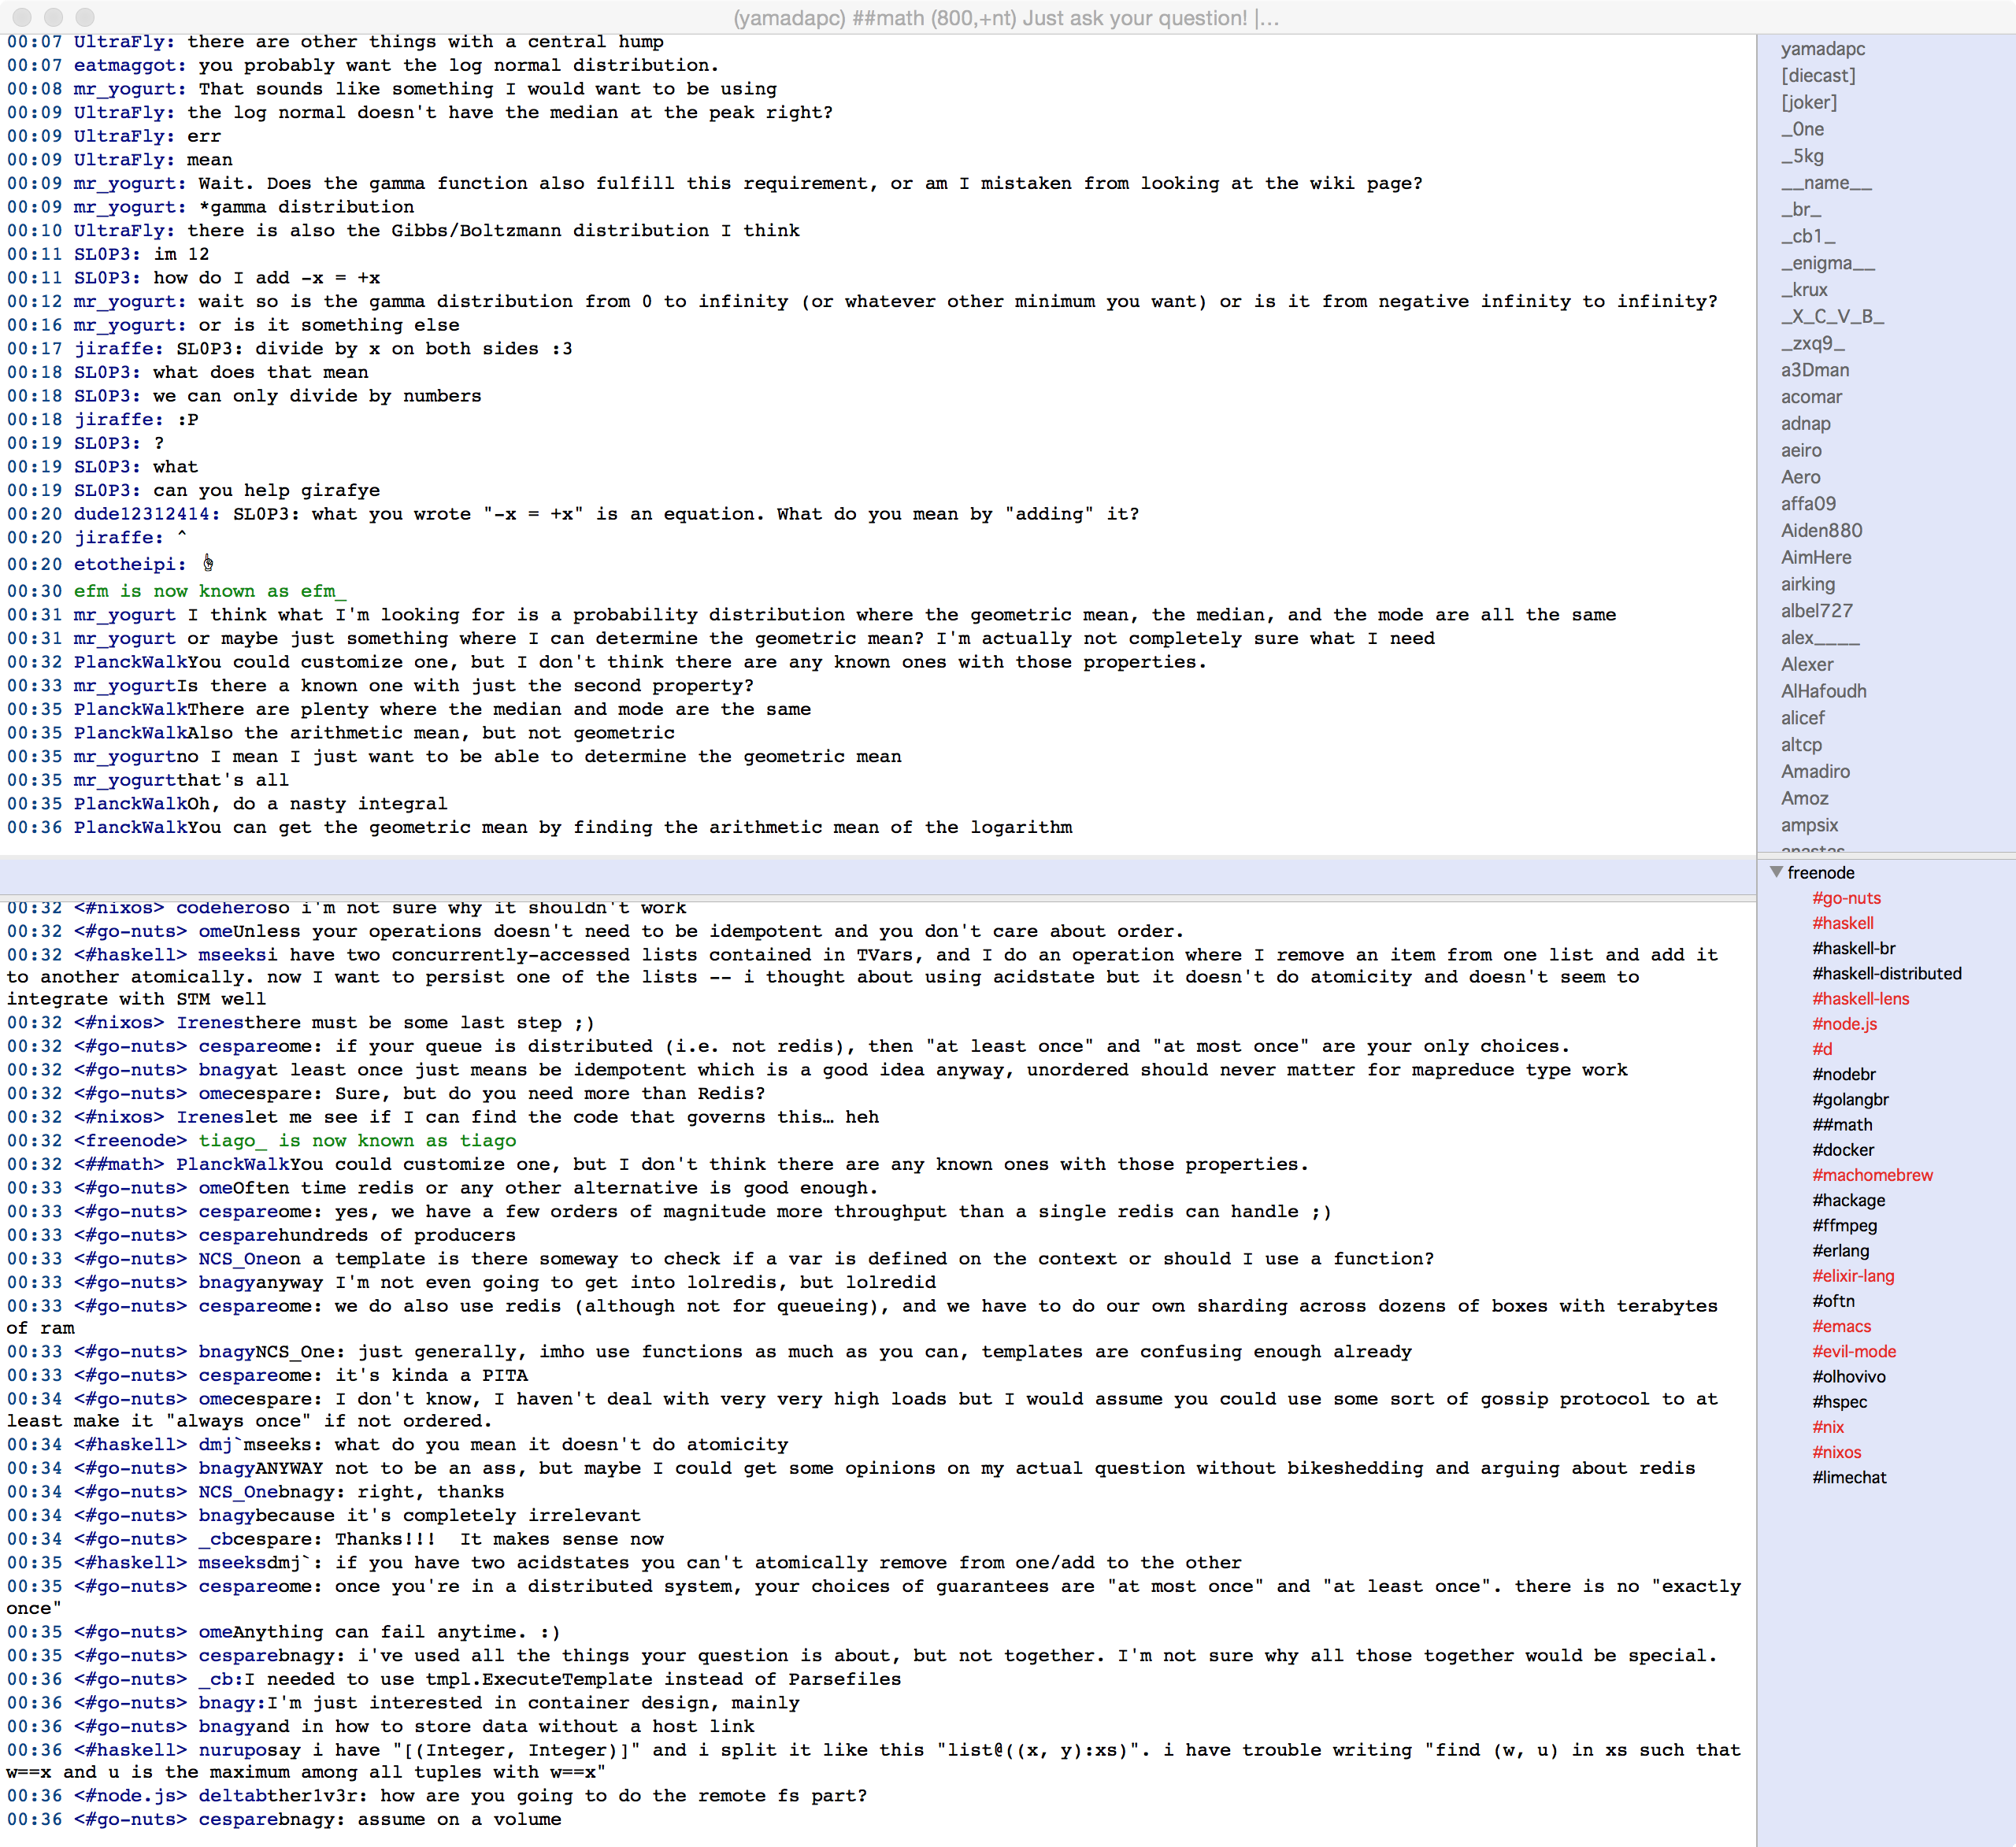 (yamadapc) ##math (800,+nt) Just ask your question! |…
00:07 UltraFly: there are other things with a central hump
00:07 eatmaggot: you probably want the log normal distribution.
00:08 mr_yogurt: That sounds like something I would want to be using
00:09 UltraFly: the log normal doesn't have the median at the peak right?
00:09 UltraFly: err
00:09 UltraFly: mean
00:09 mr_yogurt: Wait. Does the gamma function also fulfill this requirement, or am I mistaken from looking at the wiki page?
00:09 mr_yogurt: *gamma distribution
00:10 UltraFly: there is also the Gibbs/Boltzmann distribution I think
00:11 SL0P3: im 12
00:11 SL0P3: how do I add -x = +x
00:12 mr_yogurt: wait so is the gamma distribution from 0 to infinity (or whatever other minimum you want) or is it from negative infinity to infinity?
00:16 mr_yogurt: or is it something else
00:17 jiraffe: SL0P3: divide by x on both sides :3
00:18 SL0P3: what does that mean
00:18 SL0P3: we can only divide by numbers
00:18 jiraffe: :P
00:19 SL0P3: ?
00:19 SL0P3: what
00:19 SL0P3: can you help girafye
00:20 dude12312414: SL0P3: what you wrote "-x = +x" is an equation. What do you mean by "adding" it?
00:20 jiraffe: ^
00:20 etotheipi: ☝
00:30 efm is now known as efm_
00:31 mr_yogurt I think what I'm looking for is a probability distribution where the geometric mean, the median, and the mode are all the same
00:31 mr_yogurt or maybe just something where I can determine the geometric mean? I'm actually not completely sure what I need
00:32 PlanckWalkYou could customize one, but I don't think there are any known ones with those properties.
00:33 mr_yogurtIs there a known one with just the second property?
00:35 PlanckWalkThere are plenty where the median and mode are the same
00:35 PlanckWalkAlso the arithmetic mean, but not geometric
00:35 mr_yogurtno I mean I just want to be able to determine the geometric mean
00:35 mr_yogurtthat's all
00:35 PlanckWalkOh, do a nasty integral
00:36 PlanckWalkYou can get the geometric mean by finding the arithmetic mean of the logarithm
00:32 <#nixos> codeheroso i'm not sure why it shouldn't work
00:32 <#go-nuts> omeUnless your operations doesn't need to be idempotent and you don't care about order.
00:32 <#haskell> mseeksi have two concurrently-accessed lists contained in TVars, and I do an operation where I remove an item from one list and add it
to another atomically. now I want to persist one of the lists -- i thought about using acidstate but it doesn't do atomicity and doesn't seem to
integrate with STM well
00:32 <#nixos> Irenesthere must be some last step ;)
00:32 <#go-nuts> cespareome: if your queue is distributed (i.e. not redis), then "at least once" and "at most once" are your only choices.
00:32 <#go-nuts> bnagyat least once just means be idempotent which is a good idea anyway, unordered should never matter for mapreduce type work
00:32 <#go-nuts> omecespare: Sure, but do you need more than Redis?
00:32 <#nixos> Ireneslet me see if I can find the code that governs this… heh
00:32 <freenode> tiago_ is now known as tiago
00:32 <##math> PlanckWalkYou could customize one, but I don't think there are any known ones with those properties.
00:33 <#go-nuts> omeOften time redis or any other alternative is good enough.
00:33 <#go-nuts> cespareome: yes, we have a few orders of magnitude more throughput than a single redis can handle ;)
00:33 <#go-nuts> cesparehundreds of producers
00:33 <#go-nuts> NCS_Oneon a template is there someway to check if a var is defined on the context or should I use a function?
00:33 <#go-nuts> bnagyanyway I'm not even going to get into lolredis, but lolredid
00:33 <#go-nuts> cespareome: we do also use redis (although not for queueing), and we have to do our own sharding across dozens of boxes with terabytes
of ram
00:33 <#go-nuts> bnagyNCS_One: just generally, imho use functions as much as you can, templates are confusing enough already
00:33 <#go-nuts> cespareome: it's kinda a PITA
00:34 <#go-nuts> omecespare: I don't know, I haven't deal with very very high loads but I would assume you could use some sort of gossip protocol to at
least make it "always once" if not ordered.
00:34 <#haskell> dmj`mseeks: what do you mean it doesn't do atomicity
00:34 <#go-nuts> bnagyANYWAY not to be an ass, but maybe I could get some opinions on my actual question without bikeshedding and arguing about redis
00:34 <#go-nuts> NCS_Onebnagy: right, thanks
00:34 <#go-nuts> bnagybecause it's completely irrelevant
00:34 <#go-nuts> _cbcespare: Thanks!!!  It makes sense now
00:35 <#haskell> mseeksdmj`: if you have two acidstates you can't atomically remove from one/add to the other
00:35 <#go-nuts> cespareome: once you're in a distributed system, your choices of guarantees are "at most once" and "at least once". there is no "exactly
once"
00:35 <#go-nuts> omeAnything can fail anytime. :)
00:35 <#go-nuts> cesparebnagy: i've used all the things your question is about, but not together. I'm not sure why all those together would be special.
00:36 <#go-nuts> _cb:I needed to use tmpl.ExecuteTemplate instead of Parsefiles
00:36 <#go-nuts> bnagy:I'm just interested in container design, mainly
00:36 <#go-nuts> bnagyand in how to store data without a host link
00:36 <#haskell> nuruposay i have "[(Integer, Integer)]" and i split it like this "list@((x, y):xs)". i have trouble writing "find (w, u) in xs such that
w==x and u is the maximum among all tuples with w==x"
00:36 <#node.js> deltabther1v3r: how are you going to do the remote fs part?
00:36 <#go-nuts> cesparebnagy: assume on a volume
yamadapc
[diecast]
[joker]
_0ne
_5kg
__name__
_br_
_cb1_
_enigma__
_krux
_X_C_V_B_
_zxq9_
a3Dman
acomar
adnap
aeiro
Aero
affa09
Aiden880
AimHere
airking
albel727
alex____
Alexer
AlHafoudh
alicef
altcp
Amadiro
Amoz
ampsix
anastas
freenode
#go-nuts
#haskell
#haskell-br
#haskell-distributed
#haskell-lens
#node.js
#d
#nodebr
#golangbr
##math
#docker
#machomebrew
#hackage
#ffmpeg
#erlang
#elixir-lang
#oftn
#emacs
#evil-mode
#olhovivo
#hspec
#nix
#nixos
#limechat